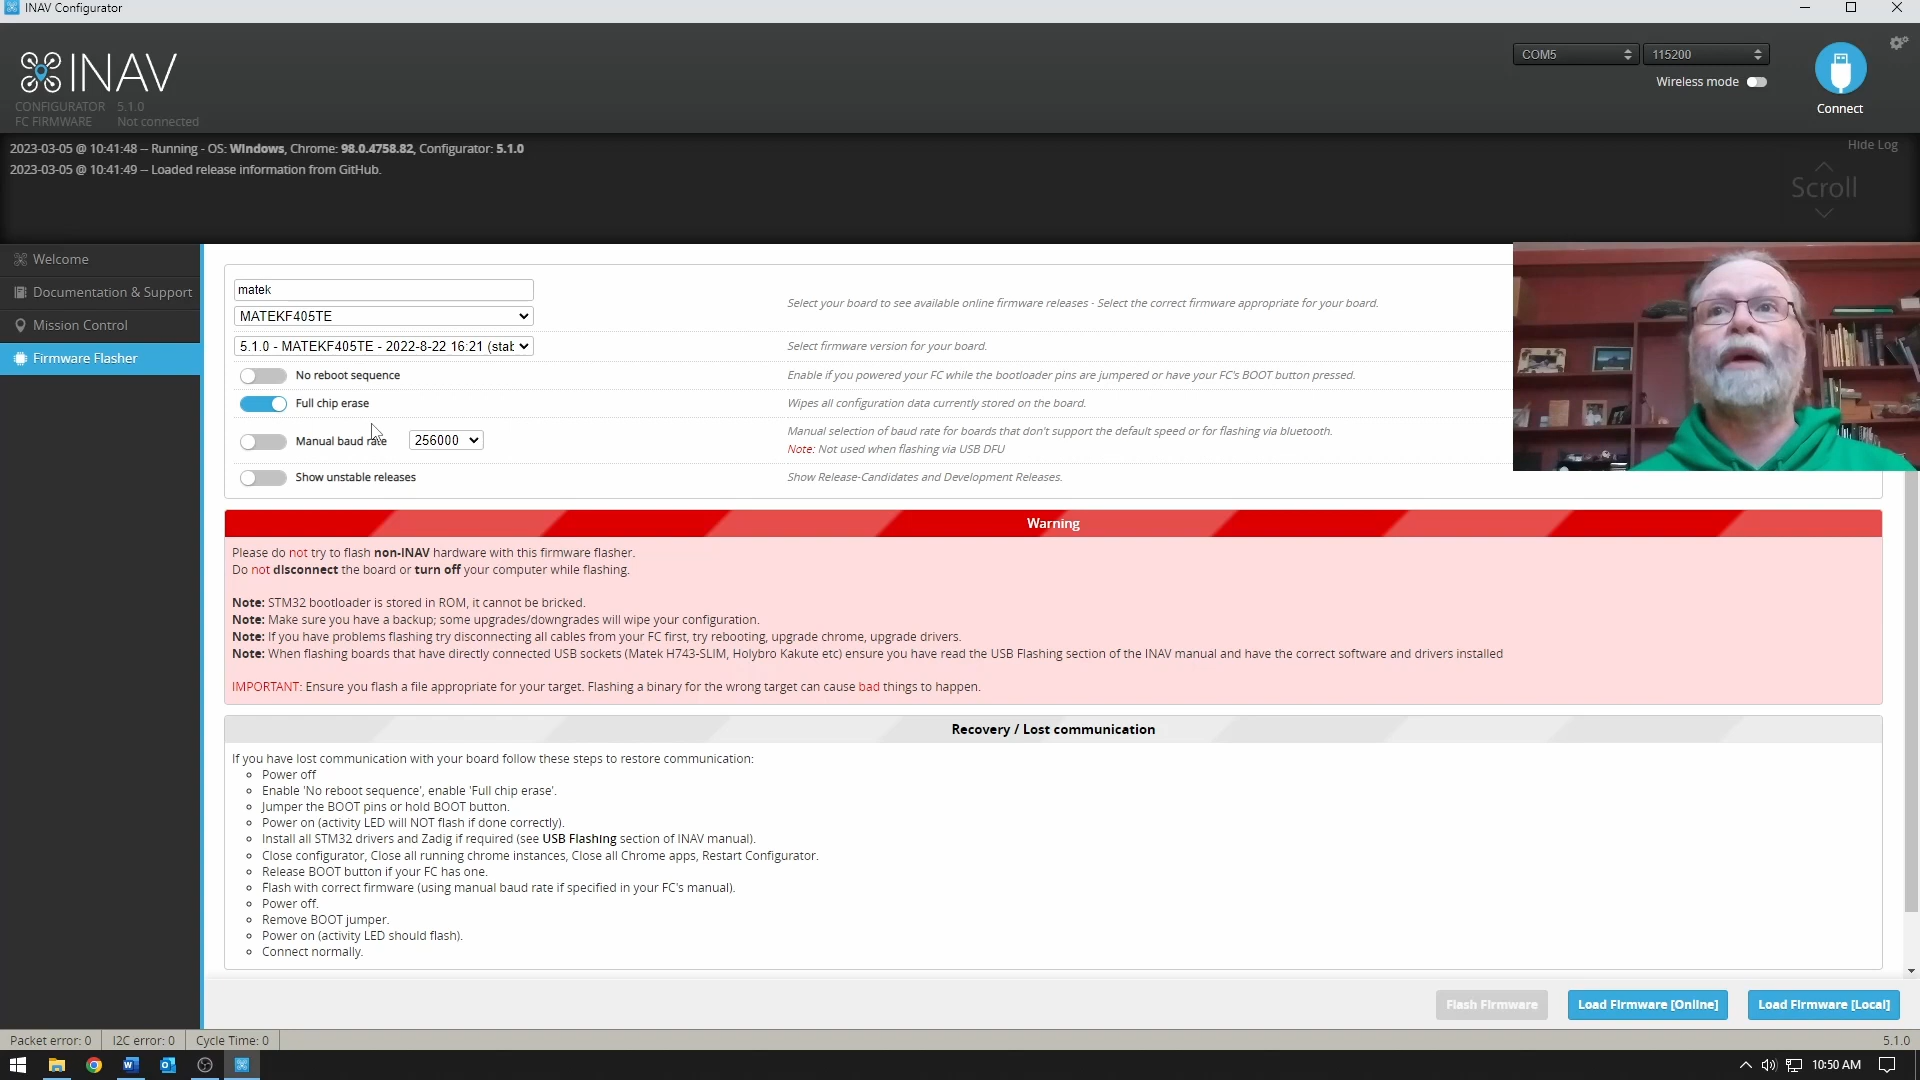 INAV Configurator
INAV
CONFIGURATOR 5.1.0
FC FIRMWARE Not connected
COM5
115200
Wireless mode
Connect
2023-03-05 @ 10:41:48 -- Running - OS: Windows, Chrome: 98.0.4758.82, Configurator: 5.1.0
2023-03-05 @ 10:41:49 -- Loaded release information from GitHub.
Hide Log
Scroll
Welcome
Documentation & Support
Mission Control
Firmware Flasher
matek
MATEKF405TE
Select your board to see available online firmware releases - Select the correct firmware appropriate for your board.
5.1.0 - MATEKF405TE - 2022-8-22 16:21 (stat
Select firmware version for your board.
No reboot sequence
Enable if you powered your FC while the bootloader pins are jumpered or have your FC's BOOT button pressed.
Full chip erase
Wipes all configuration data currently stored on the board.
Manual baud rate
256000
Manual selection of baud rate for boards that don't support the default speed or for flashing via bluetooth.
Note: Not used when flashing via USB DFU
Show unstable releases
Show Release-Candidates and Development Releases.
Warning
Please do not try to flash non-INAV hardware with this firmware flasher.
Do not disconnect the board or turn off your computer while flashing.
Note: STM32 bootloader is stored in ROM, it cannot be bricked.
Note: Make sure you have a backup; some upgrades/downgrades will wipe your configuration.
Note: If you have problems flashing try disconnecting all cables from your FC first, try rebooting, upgrade chrome, upgrade drivers.
Note: When flashing boards that have directly connected USB sockets (Matek H743-SLIM, Holybro Kakute etc) ensure you have read the USB Flashing section of the INAV manual and have the correct software and drivers installed
IMPORTANT: Ensure you flash a file appropriate for your target. Flashing a binary for the wrong target can cause bad things to happen.
Recovery / Lost communication
If you have lost communication with your board follow these steps to restore communication:
Power off
Enable 'No reboot sequence', enable 'Full chip erase'.
Jumper the BOOT pins or hold BOOT button.
Power on (activity LED will NOT flash if done correctly).
Install all STM32 drivers and Zadig if required (see USB Flashing section of INAV manual).
Close configurator, Close all running chrome instances, Close all Chrome apps, Restart Configurator.
Release BOOT button if your FC has one.
Flash with correct firmware (using manual baud rate if specified in your FC's manual).
Power off.
Remove BOOT jumper.
Power on (activity LED should flash).
Connect normally.
Flash Firmware
Load Firmware [Online]
Load Firmware [Local]
Packet error: 0
I2C error: 0
Cycle Time: 0
5.1.0
10:50 AM